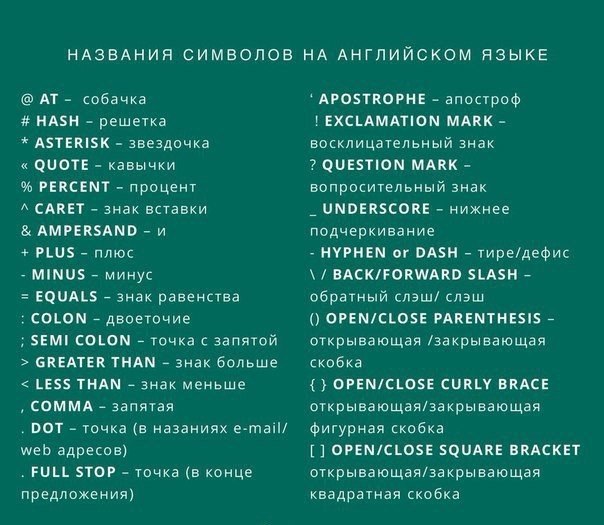 НАЗВАНИЯ СИМВОЛОВ НА АНГЛИЙСКОМ ЯЗЫКЕ
@ AT – собачка
# HASH – решетка
* ASTERISK – звездочка
« QUOTE – кавычки
% PERCENT – процент
^ CARET – знак вставки
& AMPERSAND – и
+ PLUS – плюс
- MINUS – минус
= EQUALS – знак равенства
: COLON – двоеточие
; SEMI COLON – точка с запятой
> GREATER THAN – знак больше
< LESS THAN – знак меньше
, COMMA – запятая
. DOT – точка (в названиях e-mail/
web адресов)
. FULL STOP – точка (в конце
предложения)
‘ APOSTROPHE – апостроф
! EXCLAMATION MARK –
восклицательный знак
? QUESTION MARK –
вопросительный знак
_ UNDERSCORE – нижнее
подчеркивание
- HYPHEN or DASH – тире/дефис
\ / BACK/FORWARD SLASH –
обратный слэш/ слэш
() OPEN/CLOSE PARENTHESIS –
открывающая /закрывающая
скобка
{ } OPEN/CLOSE CURLY BRACE
открывающая/закрывающая
фигурная скобка
[ ] OPEN/CLOSE SQUARE BRACKET
открывающая/закрывающая
квадратная скобка